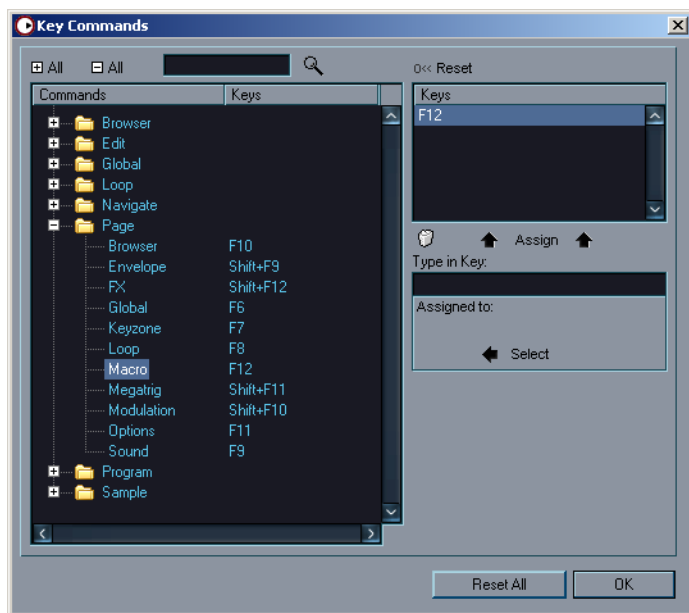 Key Commands
All All
0<< Reset
Commands Keys
Browser
Edit
Global
Loop
Navigate
Page
Browser F10
Envelope Shift+F9
FX Shift+F12
Global F6
Keyzone F7
Loop F8
Macro F12
Megatrig Shift+F11
Modulation Shift+F10
Options F11
Sound F9
Program
Sample
Keys
F12
Assign
Type in Key:
Assigned to:
Select
Reset All OK